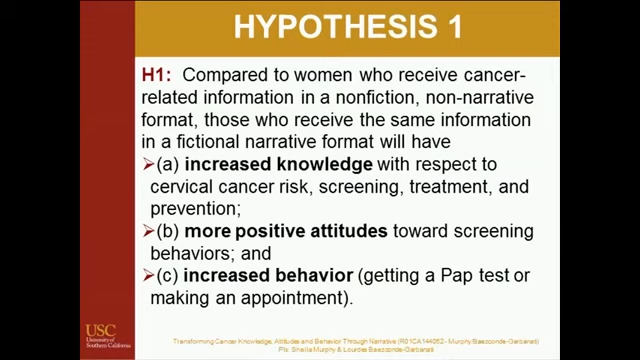 HYPOTHESIS 1
H1: Compared to women who receive cancer-
related information in a nonfiction, non-narrative
format, those who receive the same information
in a fictional narrative format will have
➢(a) increased knowledge with respect to
cervical cancer risk, screening, treatment, and
prevention;
➢(b) more positive attitudes toward screening
behaviors; and
➢(c) increased behavior (getting a Pap test or
making an appointment).
USC
University of
Southern California
Transforming Cancer Knowledge, Attitudes and Behavior Through Narrative (R01CA144052 - Murphy/Baezconde-Garbanati)
PIs: Sheila Murphy & Lourdes Baezconde-Garbanati